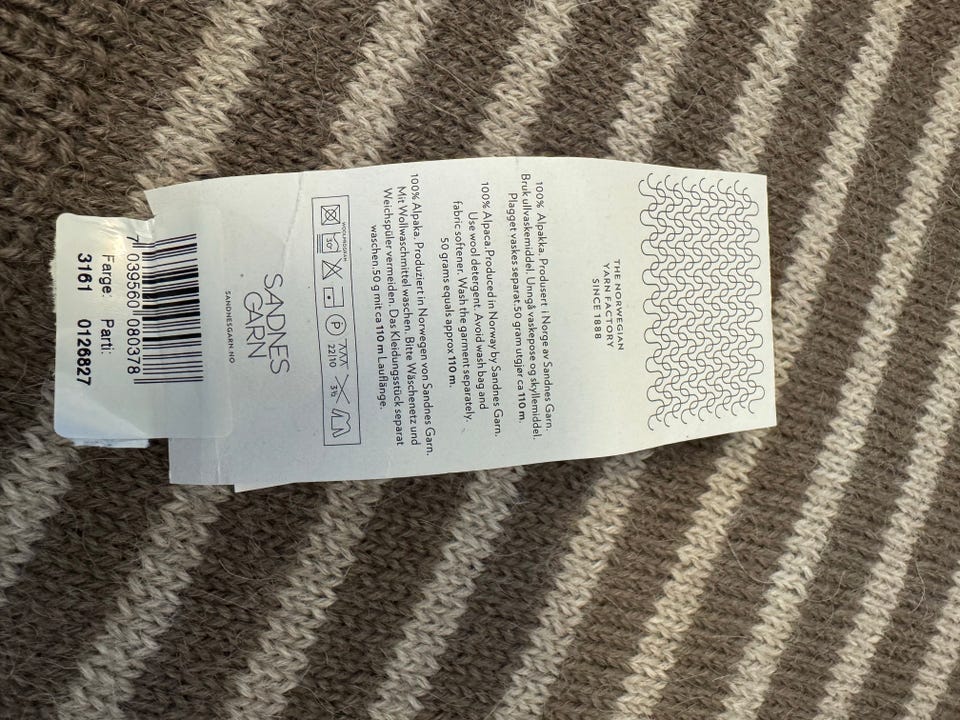 THE NORWEGIAN
YARN FACTORY
SINCE 1888
100% Alpakka. Produsert i Norge av Sandnes Garn.
Bruk ullvaskemiddel. Unngå vaskepose og skyllemiddel.
Plagget vaskes separat.50 gram utgjør ca 110 m.
100% Alpaca.Produced in Norway by Sandnes Garn.
Use wool detergent. Avoid wash bag and
fabric softener. Wash the garment separately.
50 grams equals approx 110 m.
100% Alpaka. Produziert in Norwegen von Sandnes Garn.
Mit Wollwaschmittel waschen. Bitte Wäschenetz und
Weichspüler vermeiden. Das Kleidungsstück separat
waschen.50 g mit ca 110 m Lauflänge.
30° P 22/10 3½
SANDNES
GARN
SANDNESGARN.NO
7 039560 080378
Farge: Parti:
3161 0126827